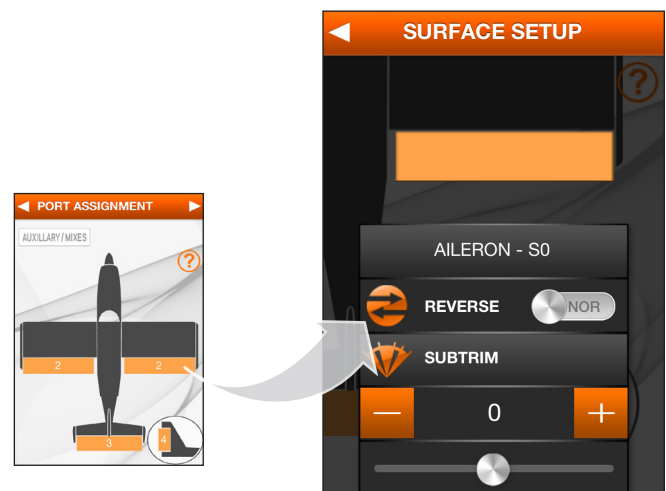 SURFACE SETUP
?
AILERON - S0
REVERSE NOR
SUBTRIM
0
PORT ASSIGNMENT
AUXILLARY / MIXES
?
2 2
3 4